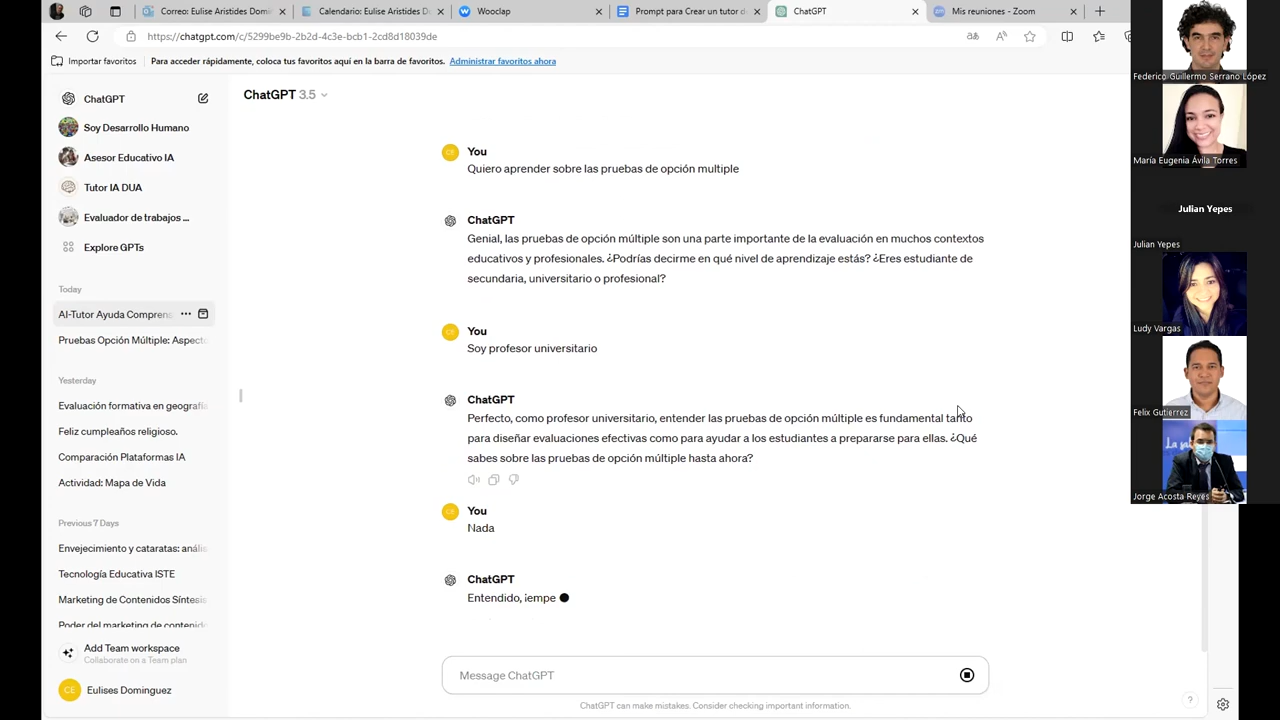 Correo: Eulise Aristides Domi
Calendario: Eulise Aristides D
Wooclap
Prompt para Crear un tutor d
ChatGPT
Mis reuniones - Zoom
https://chatgpt.com/c/5299be9b-2b2d-4c3e-bcb1-2cd8d18039de
Importar favoritos
Para acceder rápidamente, coloca tus favoritos aquí en la barra de favoritos. Administrar favoritos ahora
ChatGPT
Soy Desarrollo Humano
Asesor Educativo IA
Tutor IA DUA
Evaluador de trabajos ...
Explore GPTs
Today
AI-Tutor Ayuda Comprens
Pruebas Opción Múltiple: Aspecto
Yesterday
Evaluación formativa en geografía
Feliz cumpleaños religioso.
Comparación Plataformas IA
Actividad: Mapa de Vida
Previous 7 Days
Envejecimiento y cataratas: anális
Tecnología Educativa ISTE
Marketing de Contenidos Síntesis
Poder del marketing de contenido
Add Team workspace
Collaborate on a Team plan
CE
Eulises Dominguez
ChatGPT 3.5
CE
You
Quiero aprender sobre las pruebas de opción multiple
ChatGPT
Genial, las pruebas de opción múltiple son una parte importante de la evaluación en muchos contextos
educativos y profesionales. ¿Podrías decirme en qué nivel de aprendizaje estás? ¿Eres estudiante de
secundaria, universitario o profesional?
CE
You
Soy profesor universitario
ChatGPT
Perfecto, como profesor universitario, entender las pruebas de opción múltiple es fundamental tanto
para diseñar evaluaciones efectivas como para ayudar a los estudiantes a prepararse para ellas. ¿Qué
sabes sobre las pruebas de opción múltiple hasta ahora?
CE
You
Nada
ChatGPT
Entendido, ¡empe
Message ChatGPT
ChatGPT can make mistakes. Consider checking important information.
?
Federico Guillermo Serrano López
María Eugenia Ávila Torres
Julian Yepes
Julian Yepes
Ludy Vargas
Felix Gutierrez
Jorge Acosta Reyes